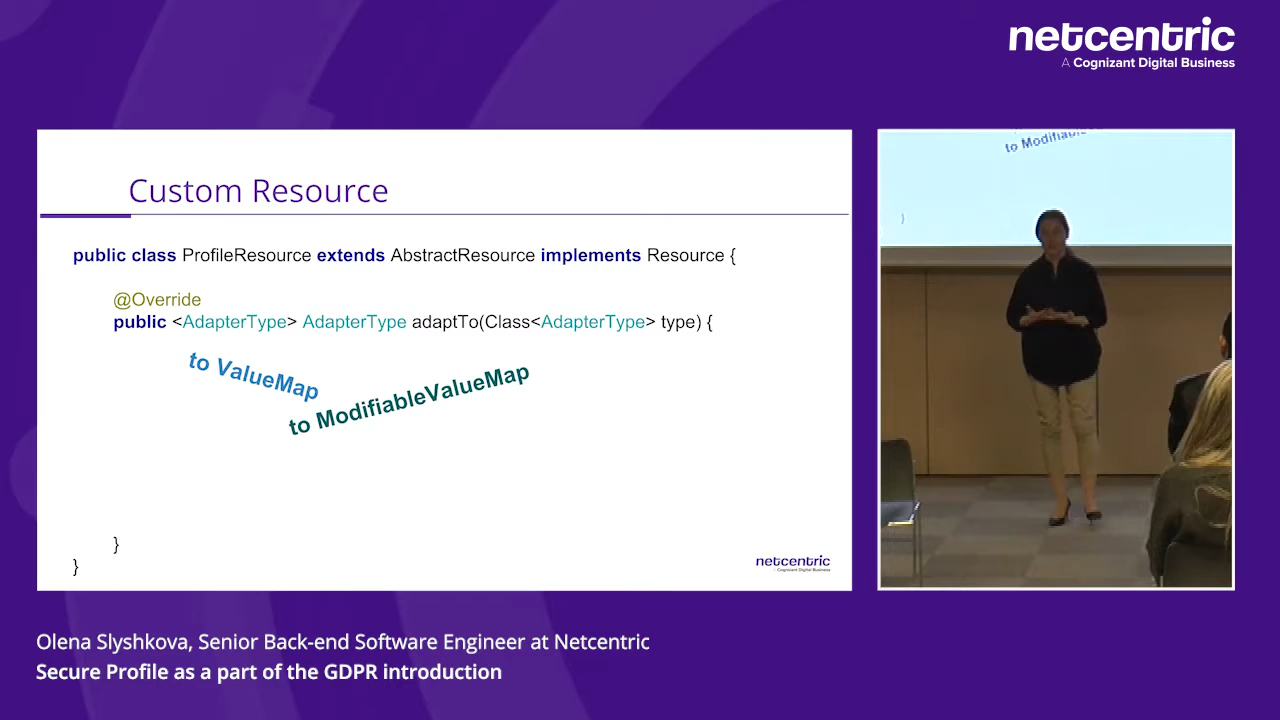 netcentric
A Cognizant Digital Business
Custom Resource
public class ProfileResource extends AbstractResource implements Resource {
@Override
public <AdapterType> AdapterType adaptTo(Class<AdapterType> type) {
to ValueMap
to ModifiableValueMap
}
}
netcentric
A Cognizant Digital Business
to Modifiable
}
Olena Slyshkova, Senior Back-end Software Engineer at Netcentric
Secure Profile as a part of the GDPR introduction